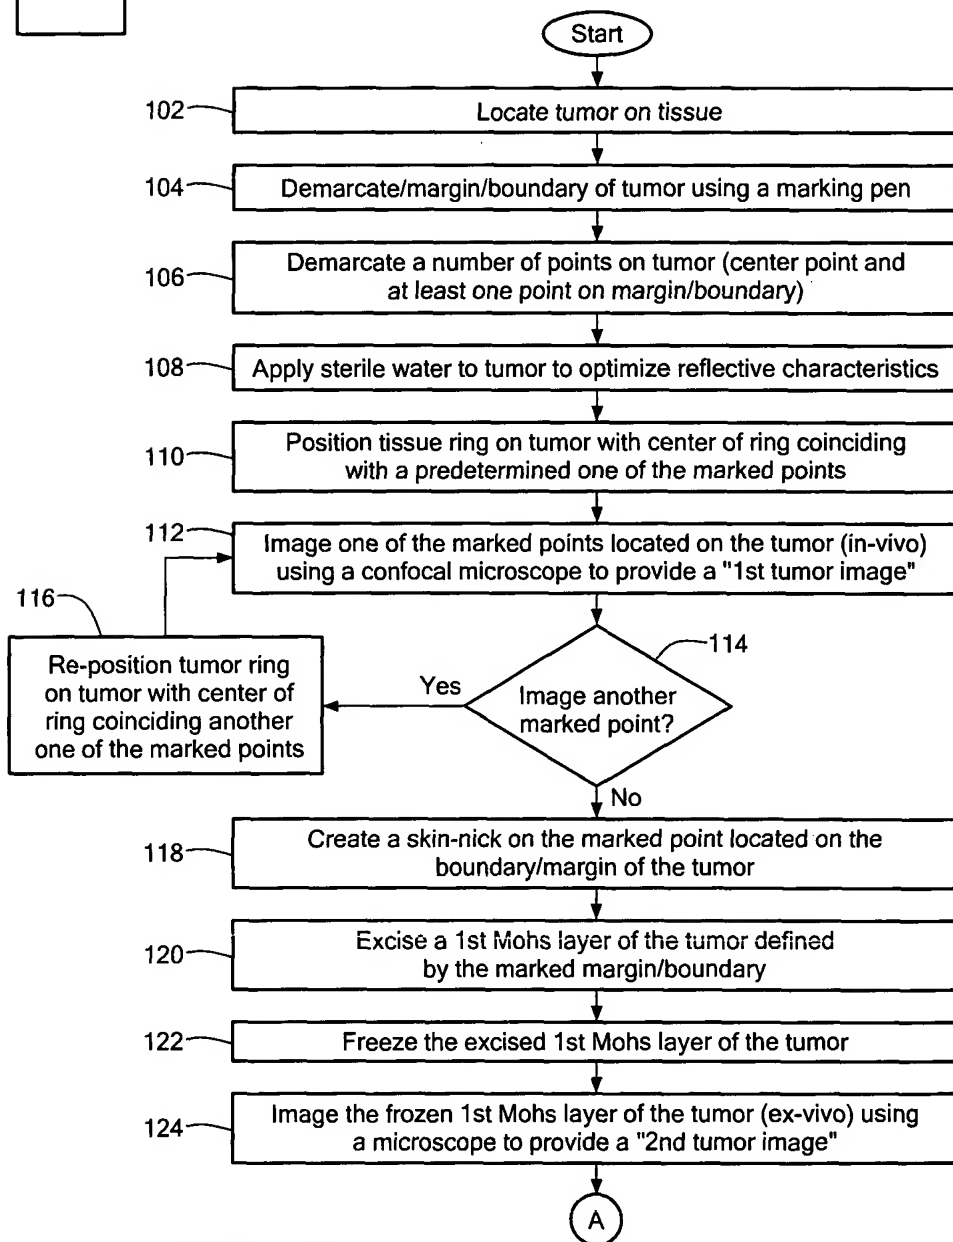 Start
102
Locate tumor on tissue
104
Demarcate/margin/boundary of tumor using a marking pen
106
Demarcate a number of points on tumor (center point and
at least one point on margin/boundary)
108
Apply sterile water to tumor to optimize reflective characteristics
110
Position tissue ring on tumor with center of ring coinciding
with a predetermined one of the marked points
112
Image one of the marked points located on the tumor (in-vivo)
using a confocal microscope to provide a "1st tumor image"
116
Re-position tumor ring
on tumor with center of
ring coinciding another
one of the marked points
Yes
114
Image another
marked point?
No
118
Create a skin-nick on the marked point located on the
boundary/margin of the tumor
120
Excise a 1st Mohs layer of the tumor defined
by the marked margin/boundary
122
Freeze the excised 1st Mohs layer of the tumor
124
Image the frozen 1st Mohs layer of the tumor (ex-vivo) using
a microscope to provide a "2nd tumor image"
A